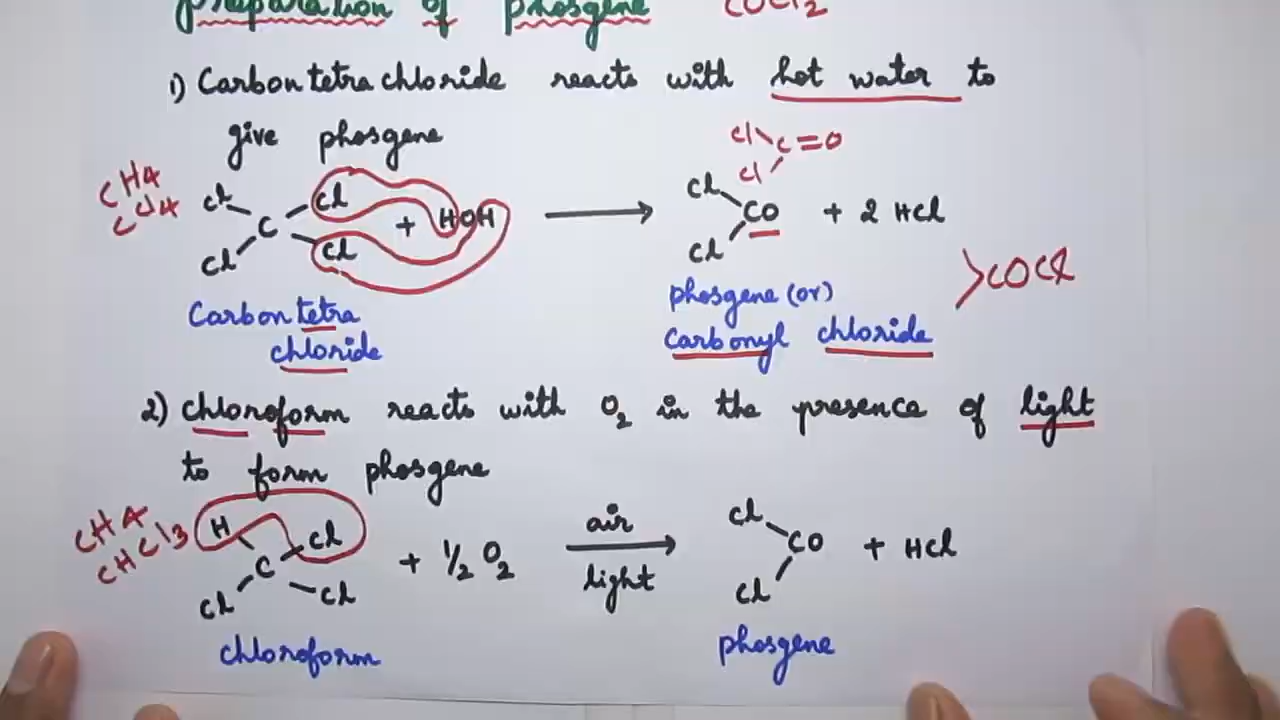 preparation of phosgene COCl2
1) Carbon tetra chloride reacts with hot water to
give phosgene
CH4
CCl4
Cl Cl
C + HOH
Cl Cl
Cl
C=O
Cl
Cl
CO + 2 HCl
Cl
>COCl
Carbon tetra
chloride
phosgene (or)
Carbonyl chloride
2) chloroform reacts with O2 in the presence of light
to form phosgene
CH4
CHCl3
H Cl
C + 1/2 O2
Cl Cl
air
light
Cl
CO + HCl
Cl
chloroform
phosgene